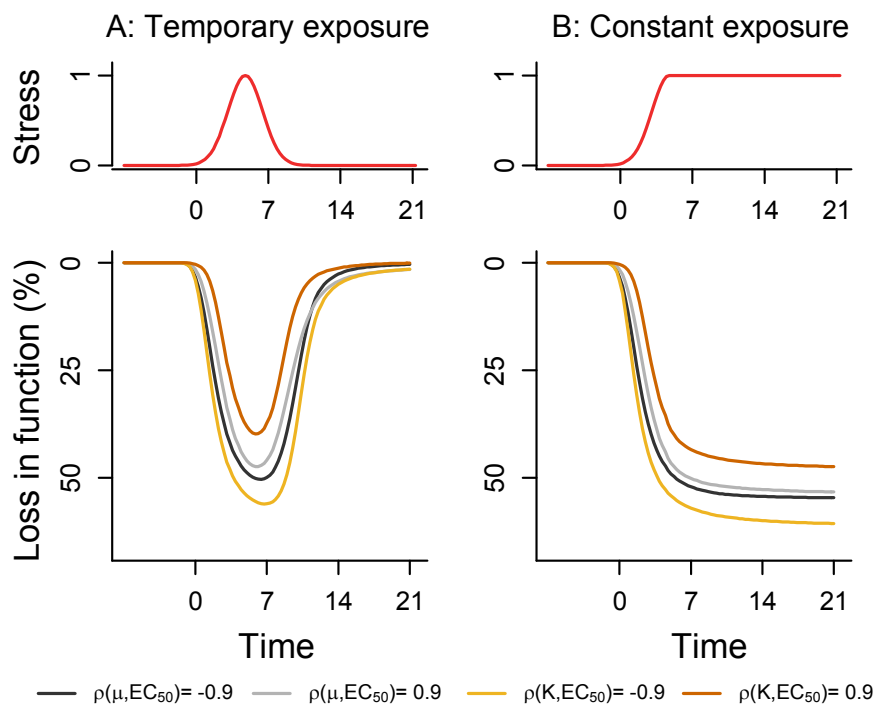 A: Temporary exposure
B: Constant exposure
Stress
0 1
0 7 14 21
0 1
0 7 14 21
Loss in function (%)
0 25 50
0 7 14 21
Time
0 25 50
0 7 14 21
Time
ρ(μ,EC₅₀)= -0.9 ρ(μ,EC₅₀)= 0.9 ρ(K,EC₅₀)= -0.9 ρ(K,EC₅₀)= 0.9